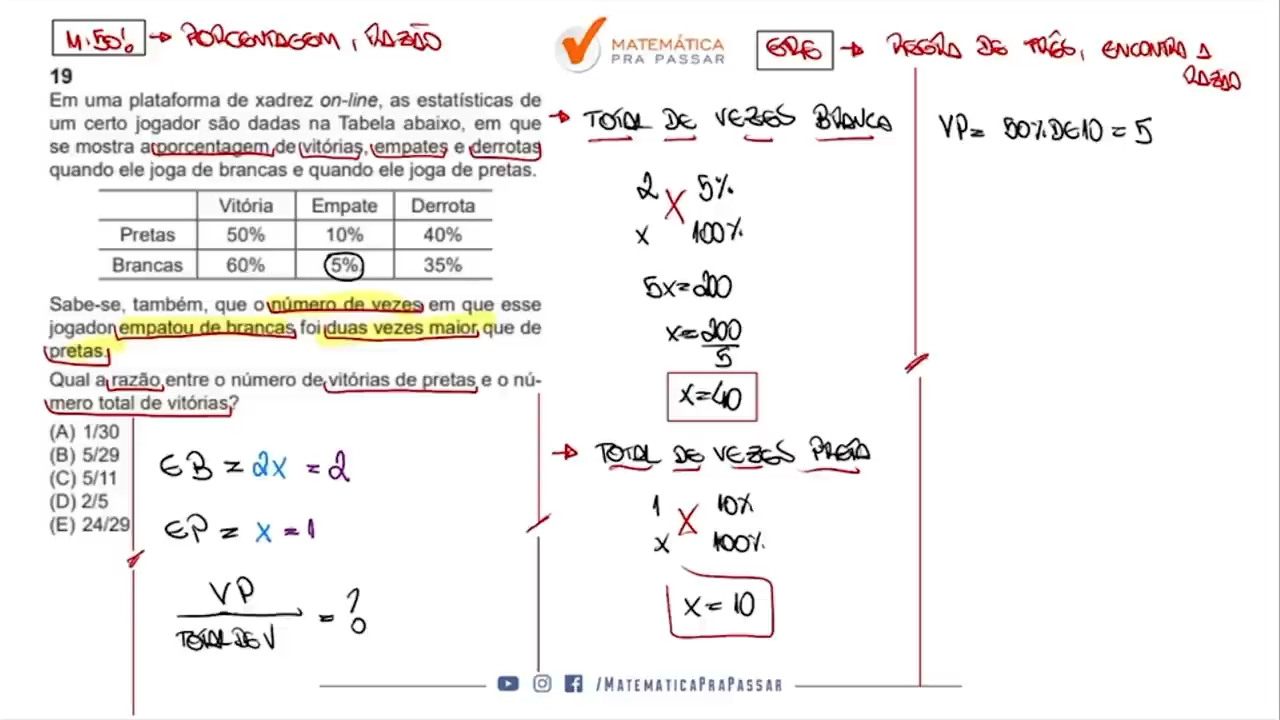 M.50% → PORCENTAGEM, RAZÃO
MATEMÁTICA
PRA PASSAR
→ REGRA DE TRÊS, ENCONTRA A
RAZÃO
19
Em uma plataforma de xadrez on-line, as estatísticas de
um certo jogador são dadas na Tabela abaixo, em que
se mostra a porcentagem de vitórias, empates e derrotas
quando ele joga de brancas e quando ele joga de pretas.
Vitória Empate Derrota
Pretas 50% 10% 40%
Brancas 60% 5% 35%
Sabe-se, também, que o número de vezes em que esse
jogador empatou de brancas foi duas vezes maior que de
pretas.
Qual a razão entre o número de vitórias de pretas e o nú-
mero total de vitórias?
(A) 1/30
(B) 5/29
(C) 5/11
(D) 2/5
(E) 24/29
EB = 2x = 2
EP = x = 1
VP
TOTAL DE V
= ?
→ TOTAL DE VEZES BRANCA
2 X 5%
x 100%
5x=200
x=200
5
x=40
→ TOTAL DE VEZES PRETA
1 X 10%
x 100%
x = 10
VP= 50% DE 10 = 5
/MATEMATICAPRAPASSAR